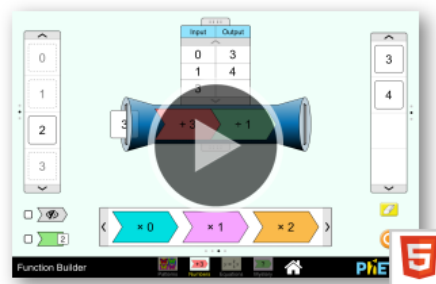 Input Output
0 3
1 4
3
0
1
2
3
3
4
3 + 3 ÷ 1
× 0 × 1 × 2
2
Function Builder
Patterns Numbers Equations Mystery
PhET
5